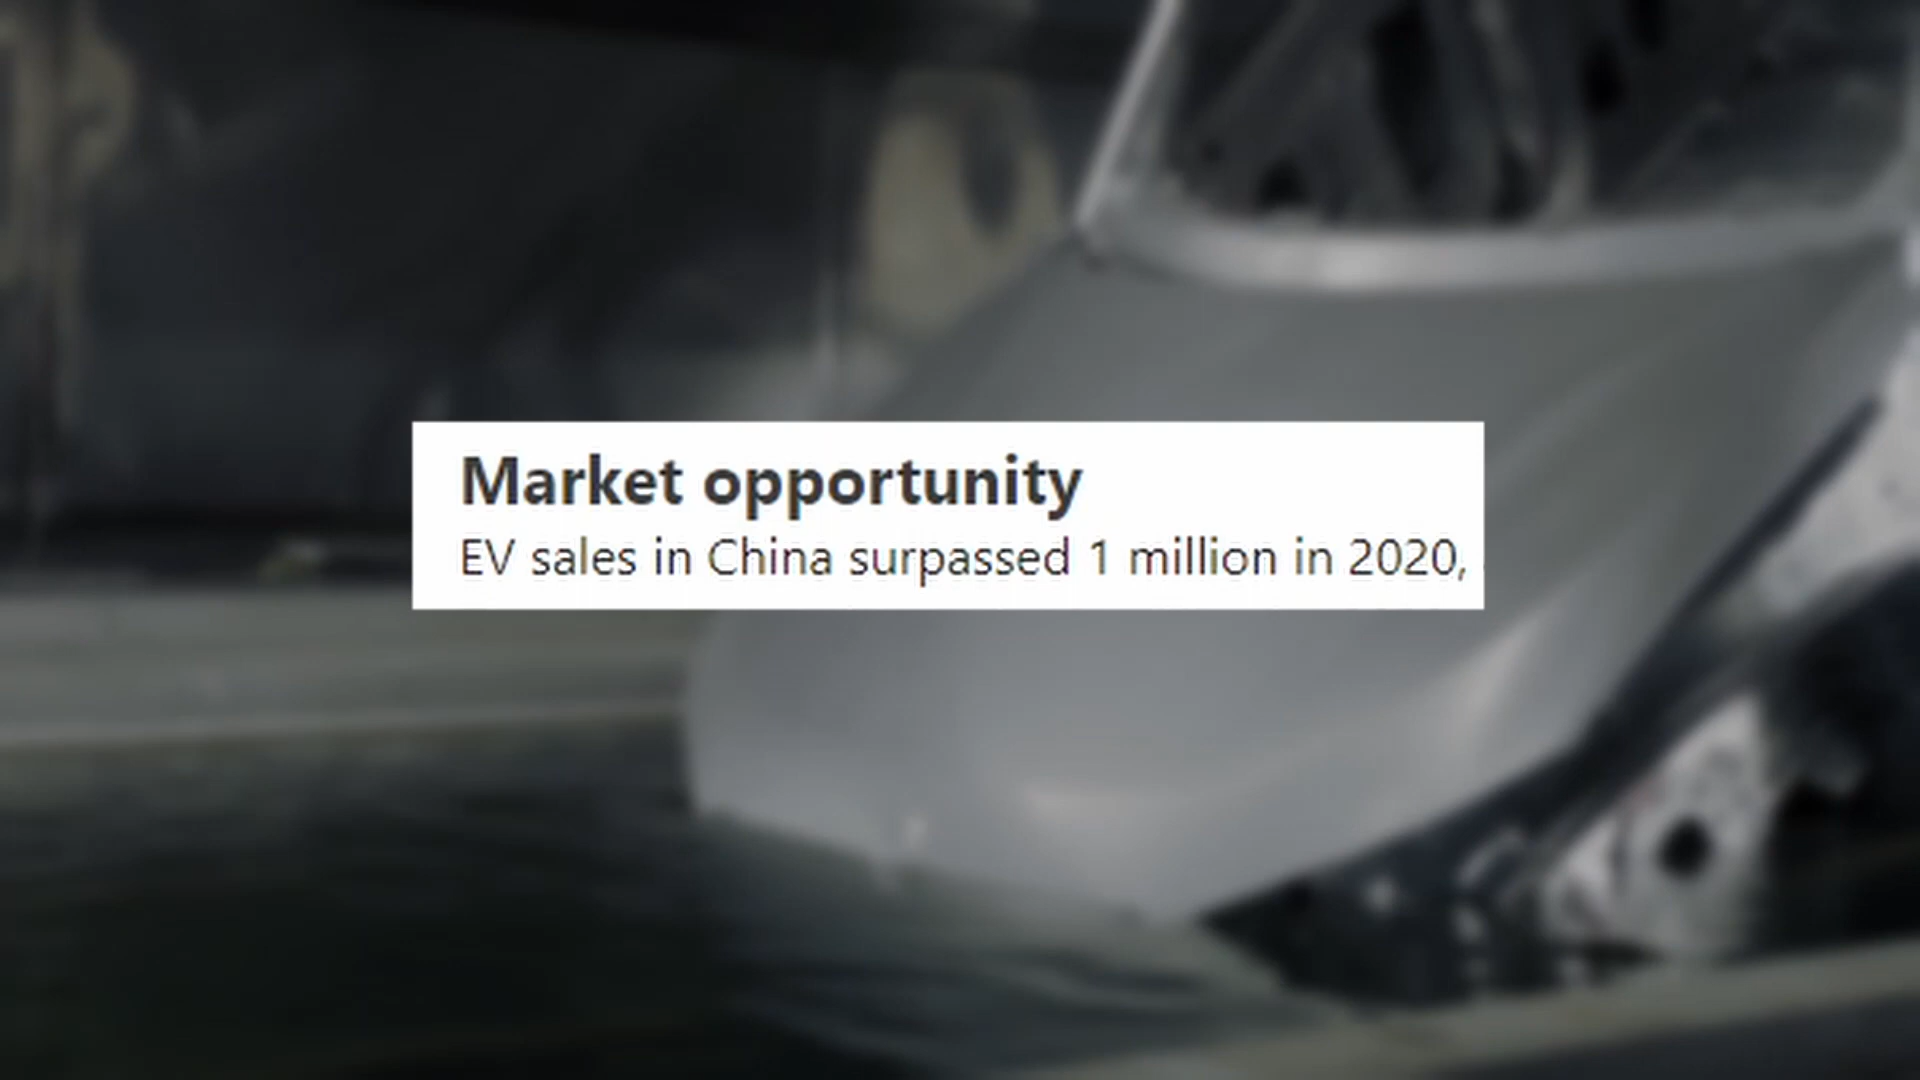 Market opportunity
EV sales in China surpassed 1 million in 2020,